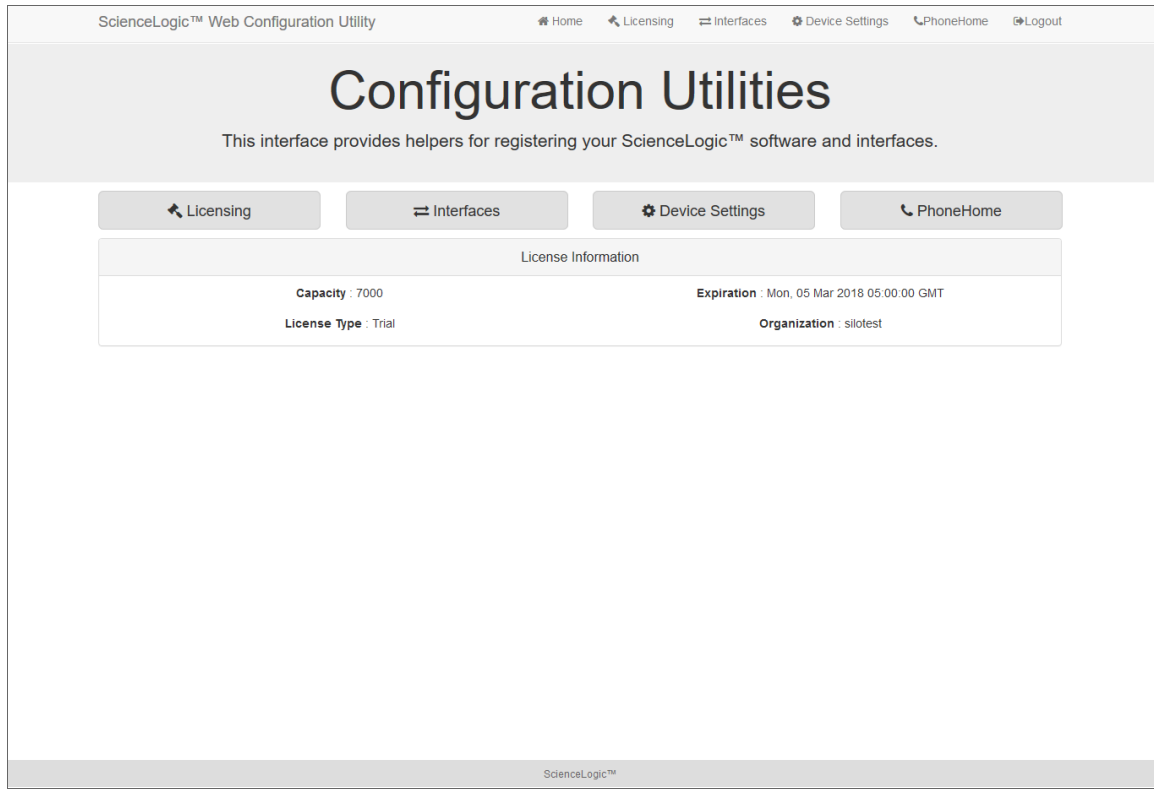 ScienceLogic™ Web Configuration Utility Home Licensing Interfaces Device Settings PhoneHome Logout
Configuration Utilities
This interface provides helpers for registering your ScienceLogic™ software and interfaces.
Licensing Interfaces Device Settings PhoneHome
License Information
Capacity : 7000 Expiration : Mon, 05 Mar 2018 05:00:00 GMT
License Type : Trial Organization : silotest
ScienceLogic™